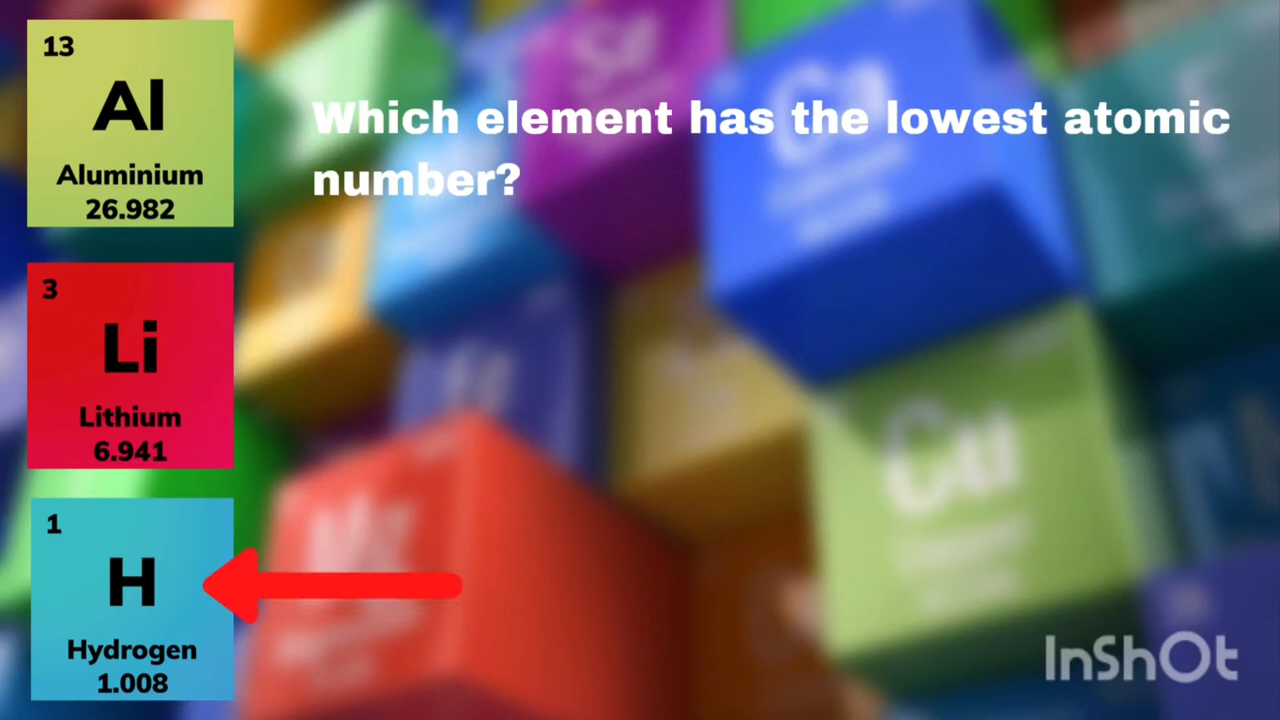 13
Al
Aluminium
26.982
Which element has the lowest atomic
number?
3
Li
Lithium
6.941
1
H
Hydrogen
1.008
Cu
InShOt